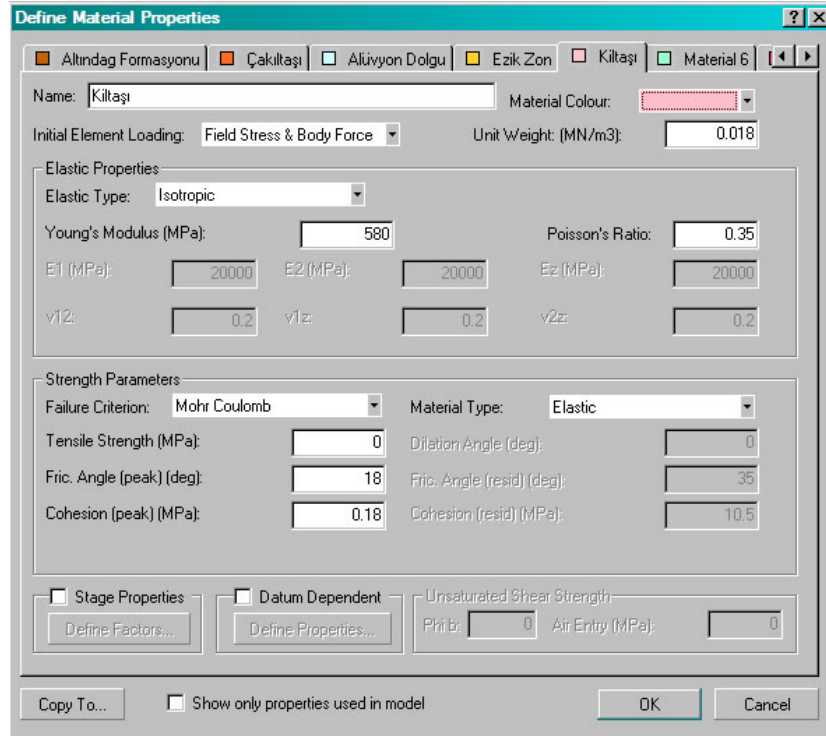 Define Material Properties
Altındag Formasyonu Çakıltaşı Alüvyon Dolgu Ezik Zon Kiltaşı Material 6
Name: Kiltaşı Material Colour:
Initial Element Loading: Field Stress & Body Force Unit Weight: (MN/m3): 0.018
Elastic Properties
Elastic Type: Isotropic
Young's Modulus (MPa): 580 Poisson's Ratio: 0.35
E1 (MPa): 20000 E2 (MPa): 20000 Ez (MPa): 20000
v12: 0.2 v1z: 0.2 v2z: 0.2
Strength Parameters
Failure Criterion: Mohr Coulomb Material Type: Elastic
Tensile Strength (MPa): 0 Dilation Angle (deg): 0
Fric. Angle (peak) (deg): 18 Fric. Angle (resid) (deg): 35
Cohesion (peak) (MPa): 0.18 Cohesion (resid) (MPa): 10.5
Stage Properties Datum Dependent Unsaturated Shear Strength
Define Factors... Define Properties... Phi b: 0 Air Entry (MPa): 0
Copy To... Show only properties used in model OK Cancel